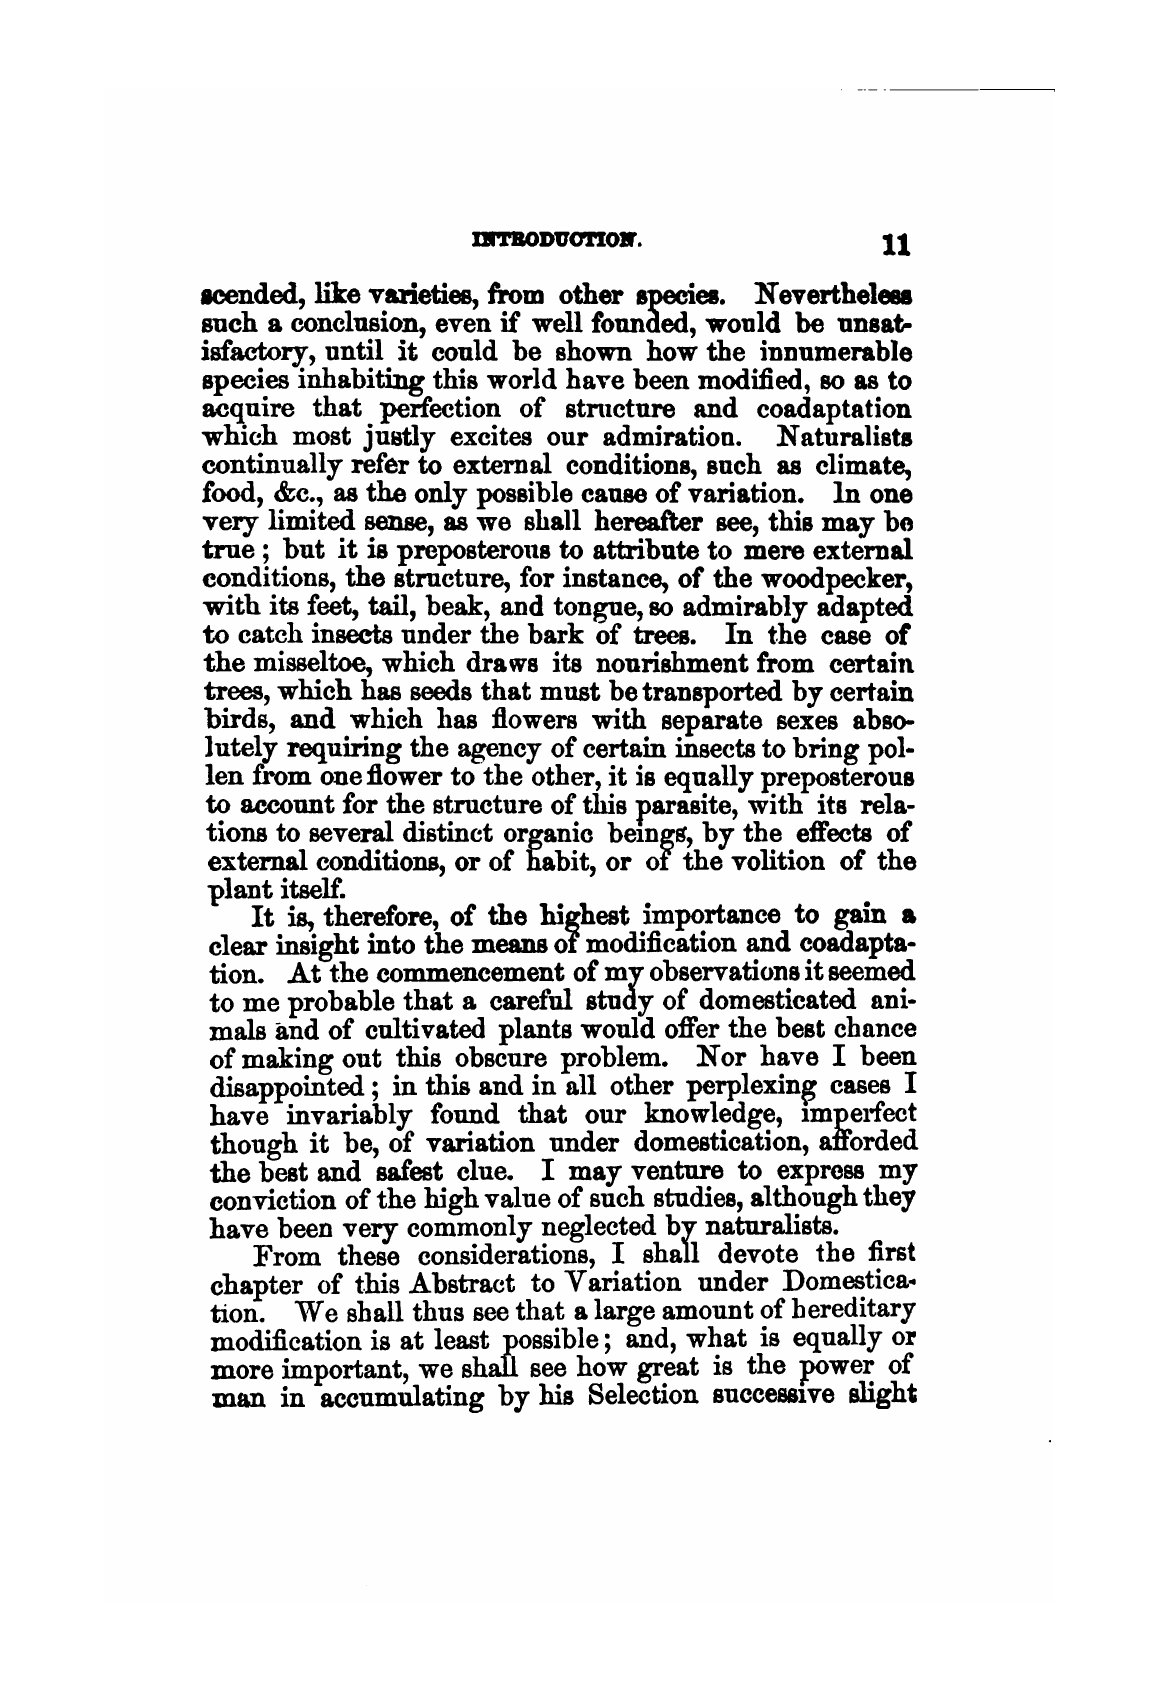 INTRODUCTION. 11
scended, like varieties, from other species. Nevertheless
such a conclusion, even if well founded, would be unsat-
isfactory, until it could be shown how the innumerable
species inhabiting this world have been modified, so as to
acquire that perfection of structure and coadaptation
which most justly excites our admiration. Naturalists
continually refer to external conditions, such as climate,
food, &c., as the only possible cause of variation. In one
very limited sense, as we shall hereafter see, this may be
true ; but it is preposterous to attribute to mere external
conditions, the structure, for instance, of the woodpecker,
with its feet, tail, beak, and tongue, so admirably adapted
to catch insects under the bark of trees. In the case of
the misseltoe, which draws its nourishment from certain
trees, which has seeds that must be transported by certain
birds, and which has flowers with separate sexes abso-
lutely requiring the agency of certain insects to bring pol-
len from one flower to the other, it is equally preposterous
to account for the structure of this parasite, with its rela-
tions to several distinct organic beings, by the effects of
external conditions, or of habit, or of the volition of the
plant itself.
It is, therefore, of the highest importance to gain a
clear insight into the means of modification and coadapta-
tion. At the commencement of my observations it seemed
to me probable that a careful study of domesticated ani-
mals and of cultivated plants would offer the best chance
of making out this obscure problem. Nor have I been
disappointed ; in this and in all other perplexing cases I
have invariably found that our knowledge, imperfect
though it be, of variation under domestication, afforded
the best and safest clue. I may venture to express my
conviction of the high value of such studies, although they
have been very commonly neglected by naturalists.
From these considerations, I shall devote the first
chapter of this Abstract to Variation under Domestica-
tion. We shall thus see that a large amount of hereditary
modification is at least possible ; and, what is equally or
more important, we shall see how great is the power of
man in accumulating by his Selection successive slight